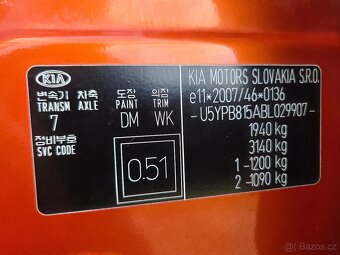 KIA
변속기 차축 도장 의장
TRANSM AXLE PAINT TRIM
7 DM WK
정비부호
SVC CODE
0.51
KIA MOTORS SLOVAKIA S.R.O.
e11*2007/46*0136
-U5YPB815ABL029907-
1940 kg
3140 kg
1-1200 kg
2-1090 kg
Bazos.cz